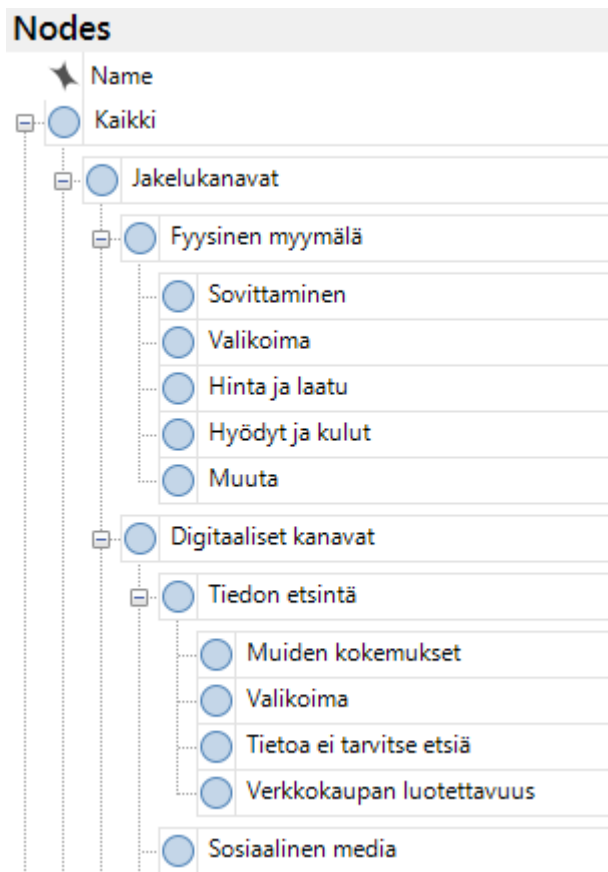 Nodes
Name
Kaikki
Jakelukanavat
Fyysinen myymälä
Sovittaminen
Valikoima
Hinta ja laatu
Hyödyt ja kulut
Muuta
Digitaaliset kanavat
Tiedon etsintä
Muiden kokemukset
Valikoima
Tietoa ei tarvitse etsiä
Verkkokaupan luotettavuus
Sosiaalinen media